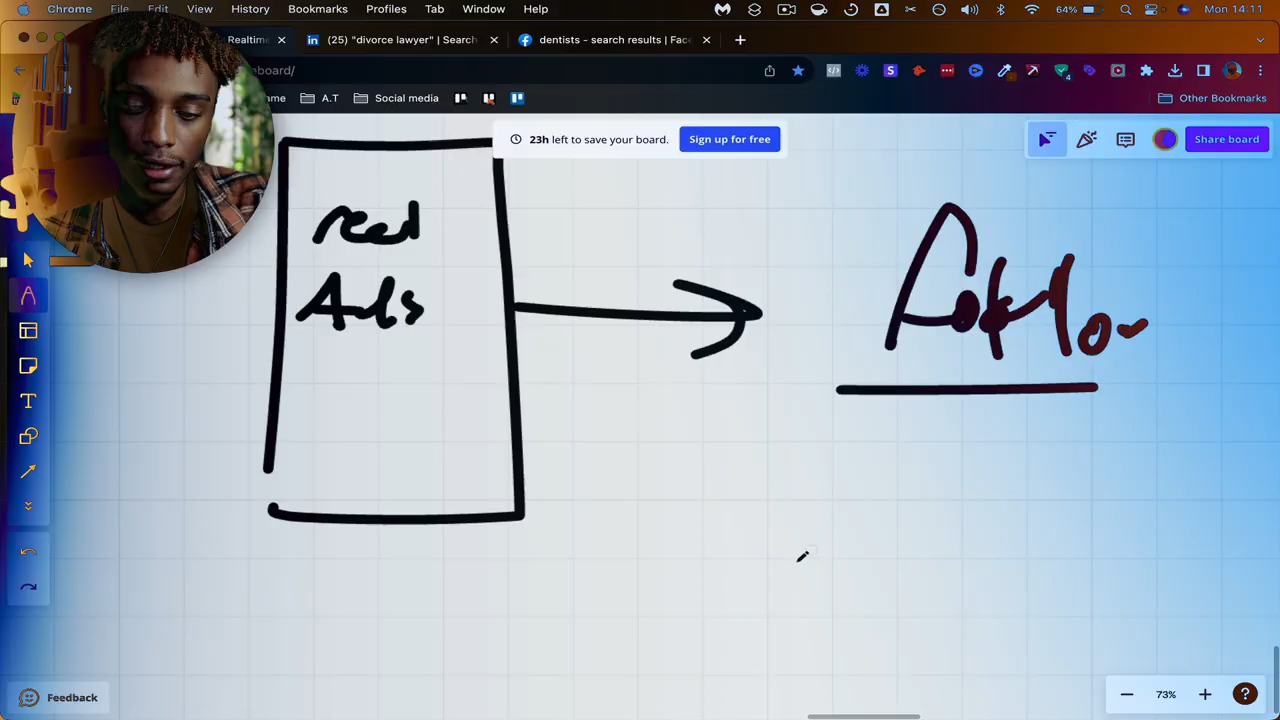 Chrome File Edit View History Bookmarks Profiles Tab Window Help 64% Mon 14.11
Realtime (25) "divorce lawyer" | Search dentists - search results | Face
eboard/
A.T Social media Other Bookmarks
23h left to save your board. Sign up for free
Share board
Ads
Feedback
73%